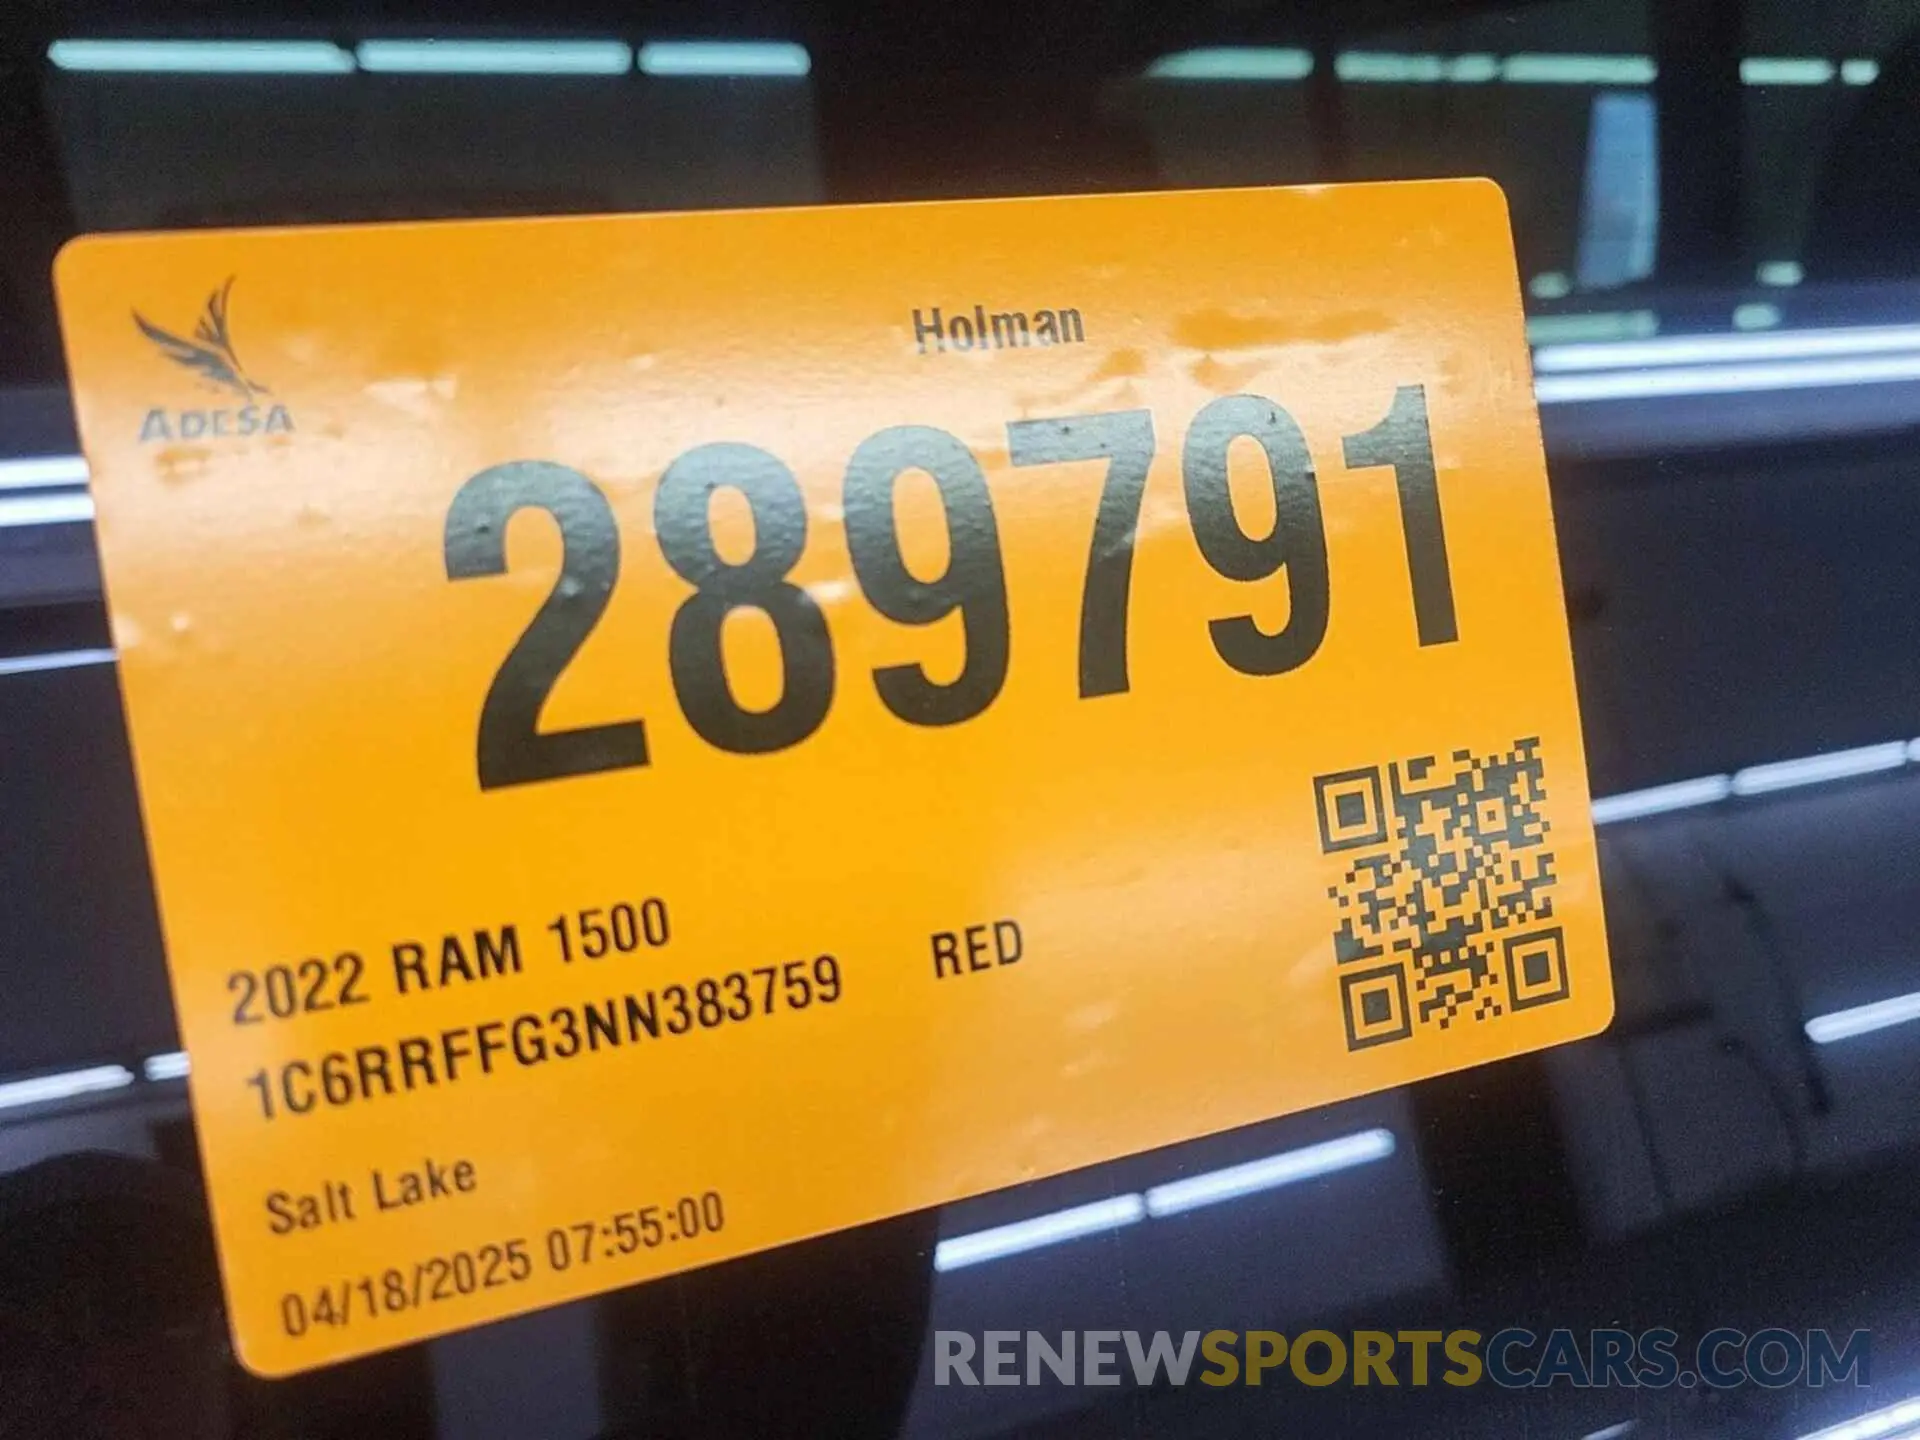 Holman
ADESA
289791
2022 RAM 1500
1C6RRFFG3NN383759 RED
Salt Lake
04/18/2025 07:55:00
RENEWSPORTSCARS.COM